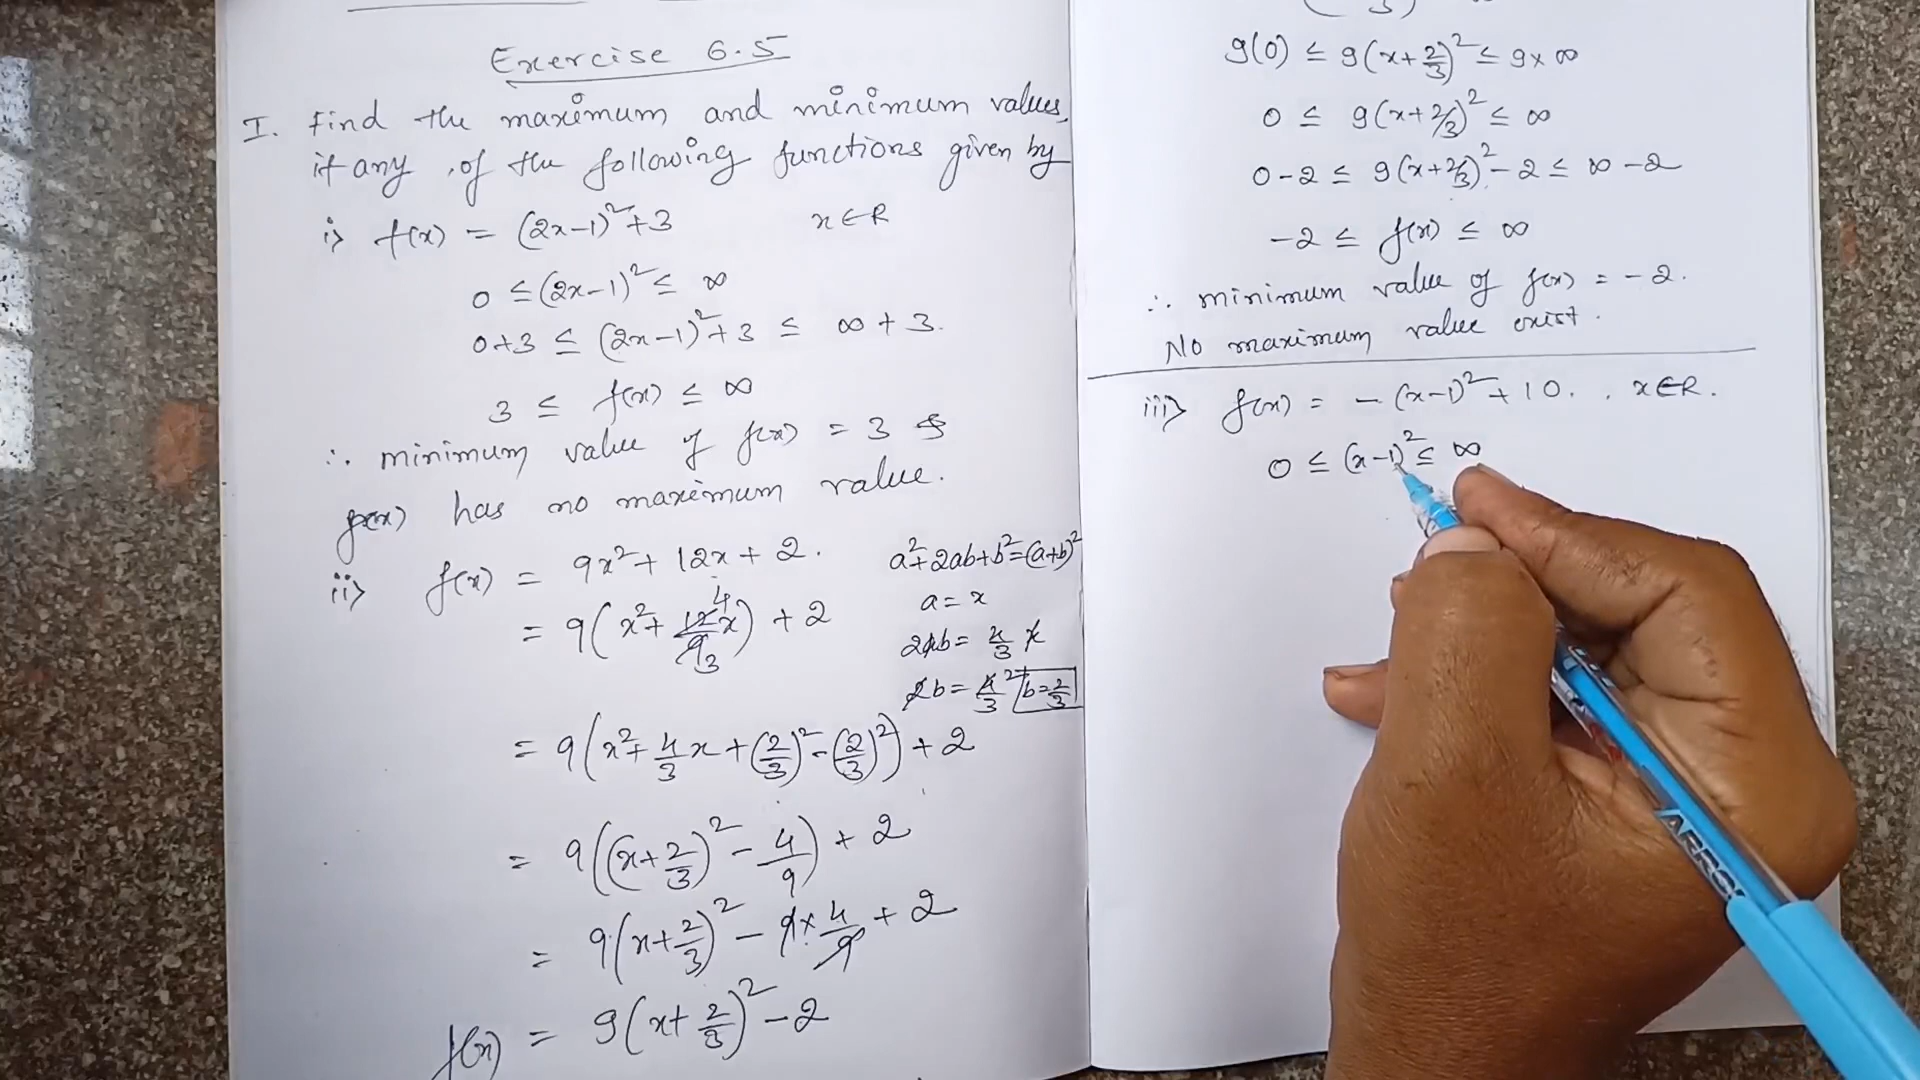 Exercise 6.5
I. Find the maximum and minimum values,
if any, of the following functions given by
i> f(x) = (2x-1)²+3 x∈R
0 ≤ (2x-1)² ≤ ∞
0+3 ≤ (2x-1)²+3 ≤ ∞+3.
3 ≤ f(x) ≤ ∞
∴ minimum value of f(x) = 3
f(x) has no maximum value.
ii> f(x) = 9x²+12x+2.
= 9(x²+12/9 4/3 x)+2
= 9(x²+4/3 x+(2/3)²-(2/3)²)+2
= 9((x+2/3)²-4/9)+2
= 9(x+2/3)²-9×4/9+2
f(x) = 9(x+2/3)²-2
a²+2ab+b²=(a+b)²
a = x
2ab = 4/3 x
2b = 4/3 2 b=2/3
9(0) ≤ 9(x+2/3)² ≤ 9×∞
0 ≤ 9(x+2/3)² ≤ ∞
0-2 ≤ 9(x+2/3)²-2 ≤ ∞-2
-2 ≤ f(x) ≤ ∞
∴ minimum value of f(x) = -2.
No maximum value exist.
iii> f(x) = -(x-1)²+10. , x∈R.
0 ≤ (x-1)² ≤ ∞